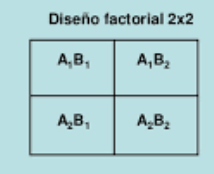 Diseño factorial 2x2
A₁B₁ A₁B₂
A₂B₁ A₂B₂